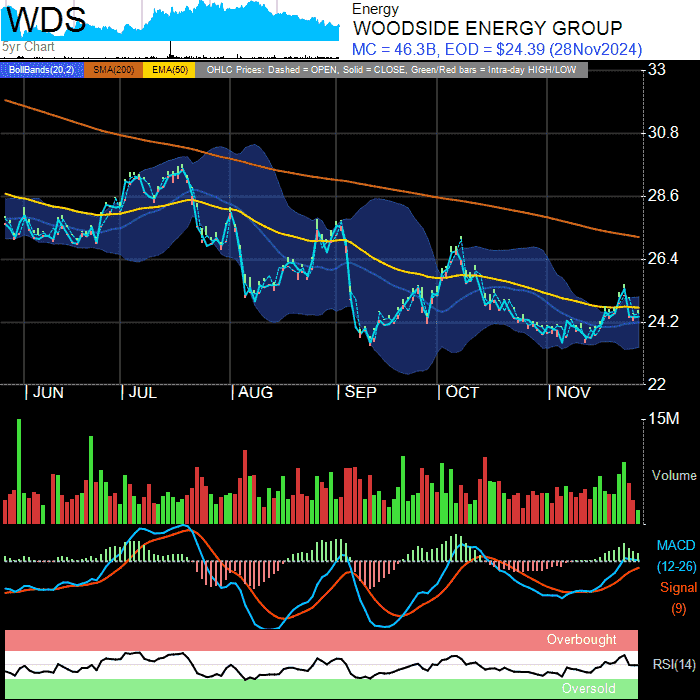 WDS
5yr Chart
Energy
WOODSIDE ENERGY GROUP
MC = 46.3B, EOD = $24.39 (28Nov2024)
BollBands(20,2) SMA(200) EMA(50) OHLC Prices: Dashed = OPEN, Solid = CLOSE, Green/Red bars = Intra-day HIGH/LOW
33
30.8
28.6
26.4
24.2
22
| JUN | JUL | AUG | SEP | OCT | NOV
15M
Volume
MACD
(12-26)
Signal
(9)
Overbought
RSI(14)
Oversold